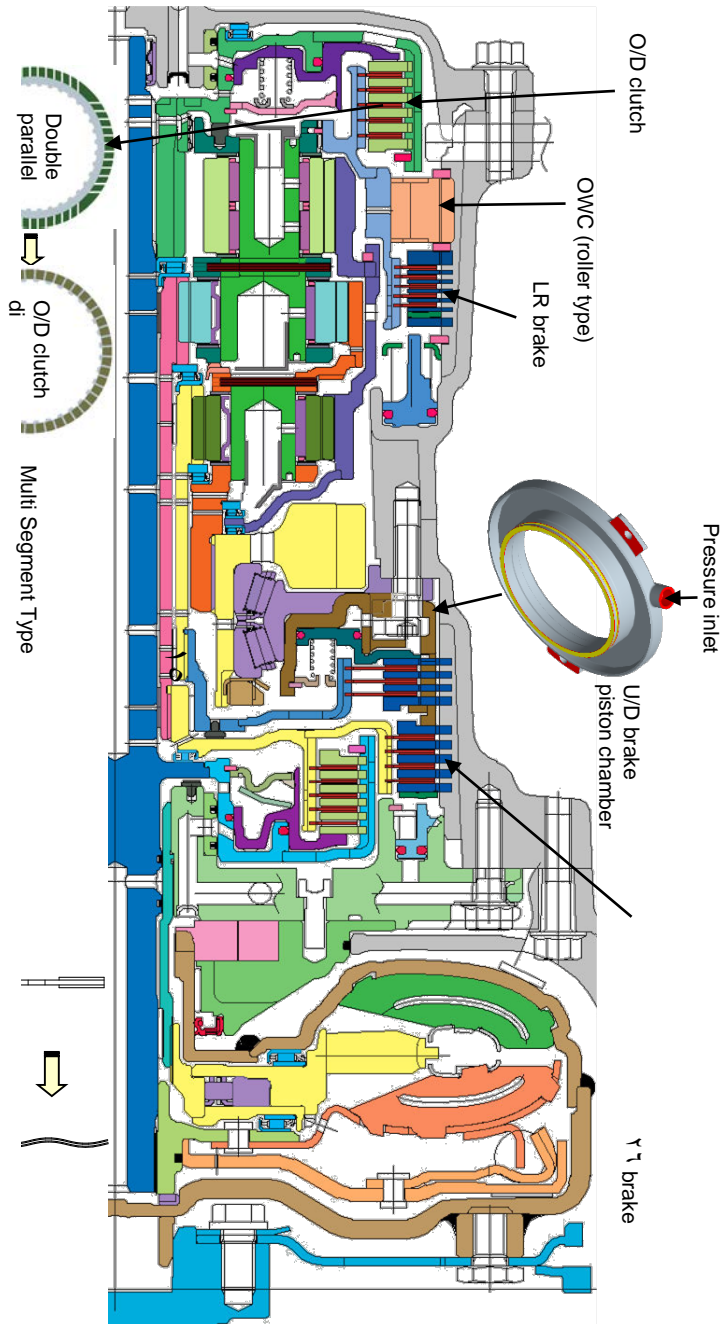 O/D clutch
OWC (roller type)
LR brake
Pressure inlet
U/D brake
piston chamber
٢٦ brake
Double
parallel
O/D clutch
di
Multi Segment Type